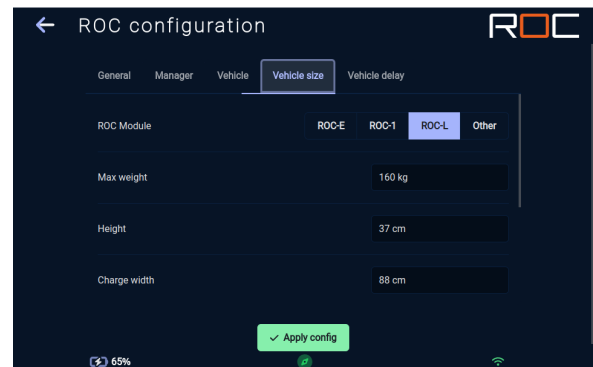 ROC configuration
ROC
General Manager Vehicle Vehicle size Vehicle delay
ROC Module ROC-E ROC-1 ROC-L Other
Max weight 160 kg
Height 37 cm
Charge width 88 cm
Apply config
65%